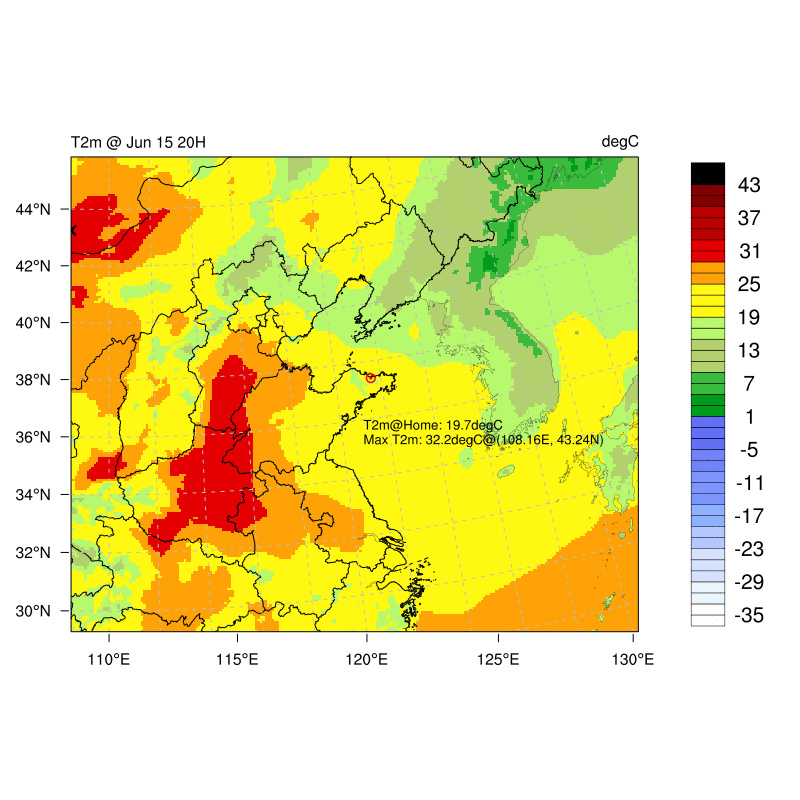 T2m @ Jun 15 20H
degC
44°N
42°N
40°N
38°N
36°N
34°N
32°N
30°N
110°E
115°E
120°E
125°E
130°E
T2m@Home: 19.7degC
Max T2m: 32.2degC@(108.16E, 43.24N)
43
37
31
25
19
13
7
1
-5
-11
-17
-23
-29
-35